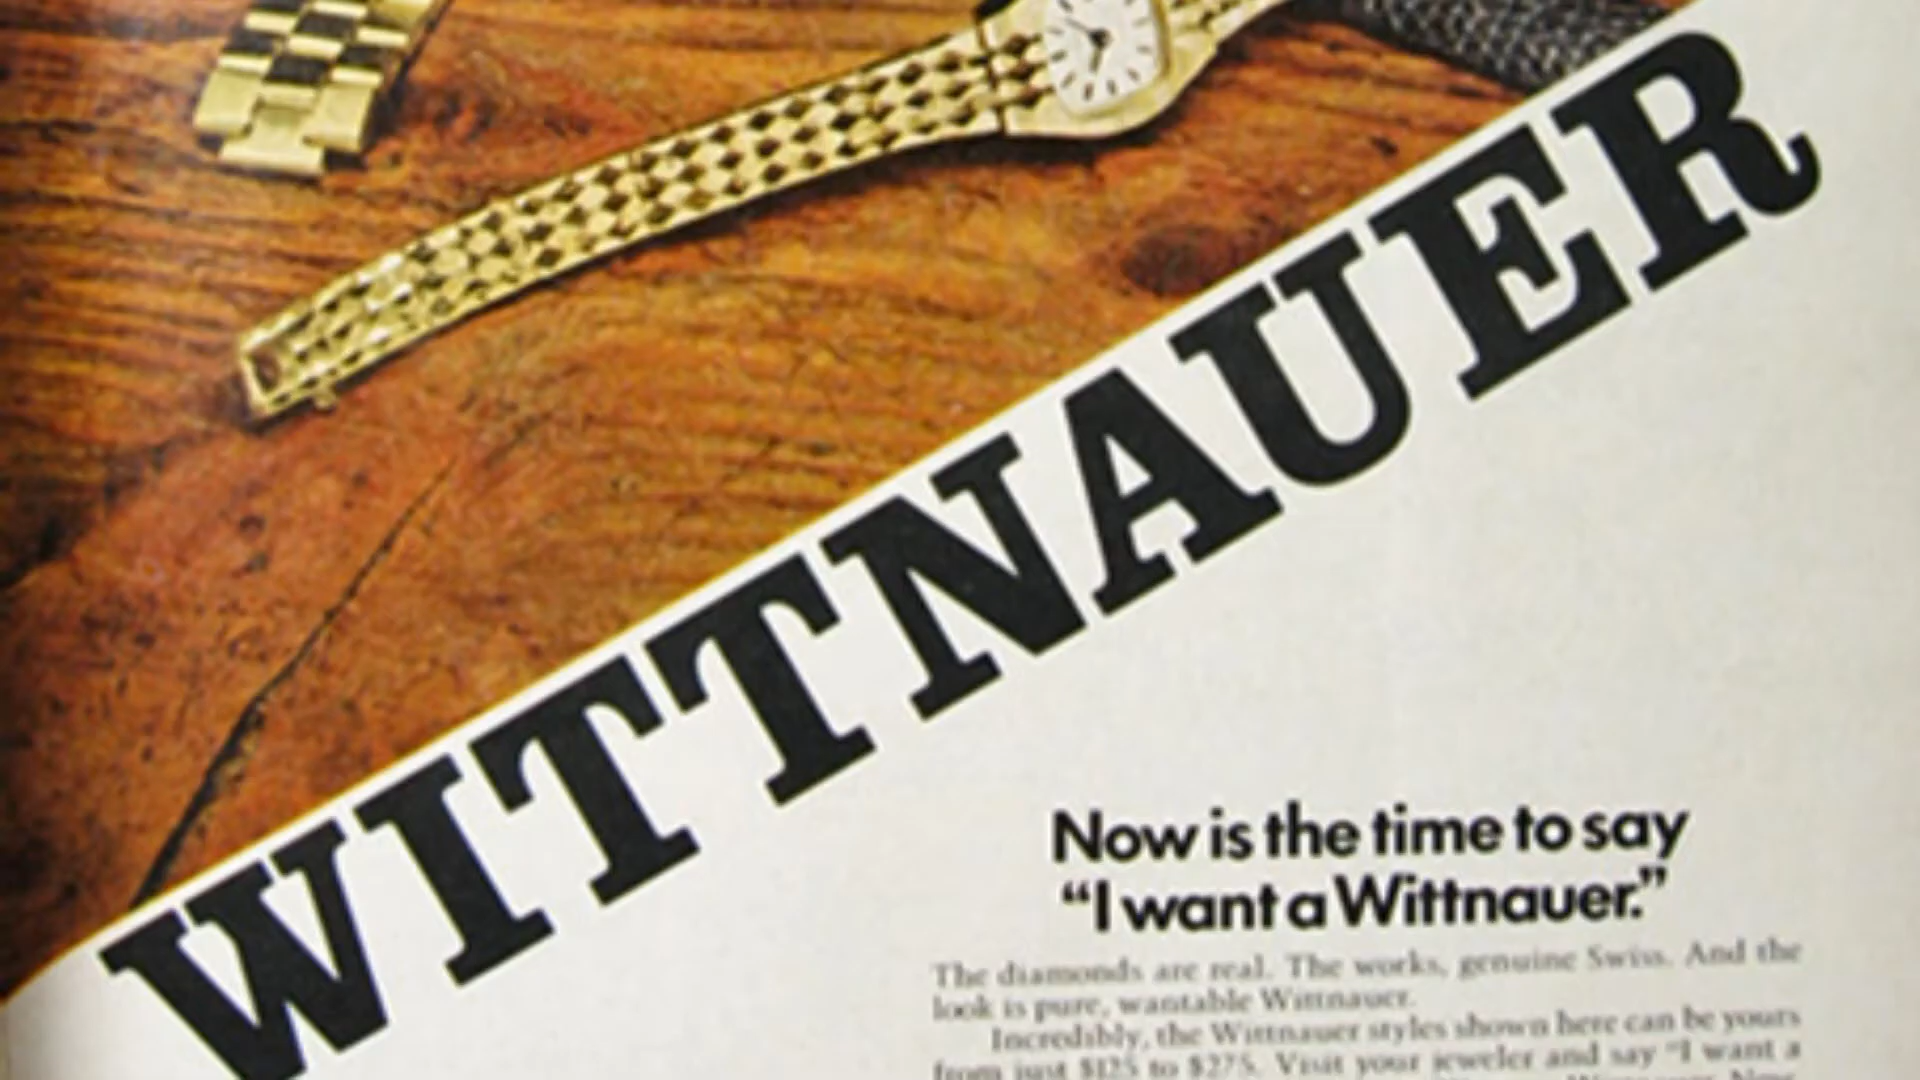 WITTNAUER
Now is the time to say
“I want a Wittnauer.”
The diamonds are real. The works, genuine Swiss. And the
look is pure, wantable Wittnauer.
Incredibly, the Wittnauer styles shown here can be yours
from just $125 to $275. Visit your jeweler and say “I want a